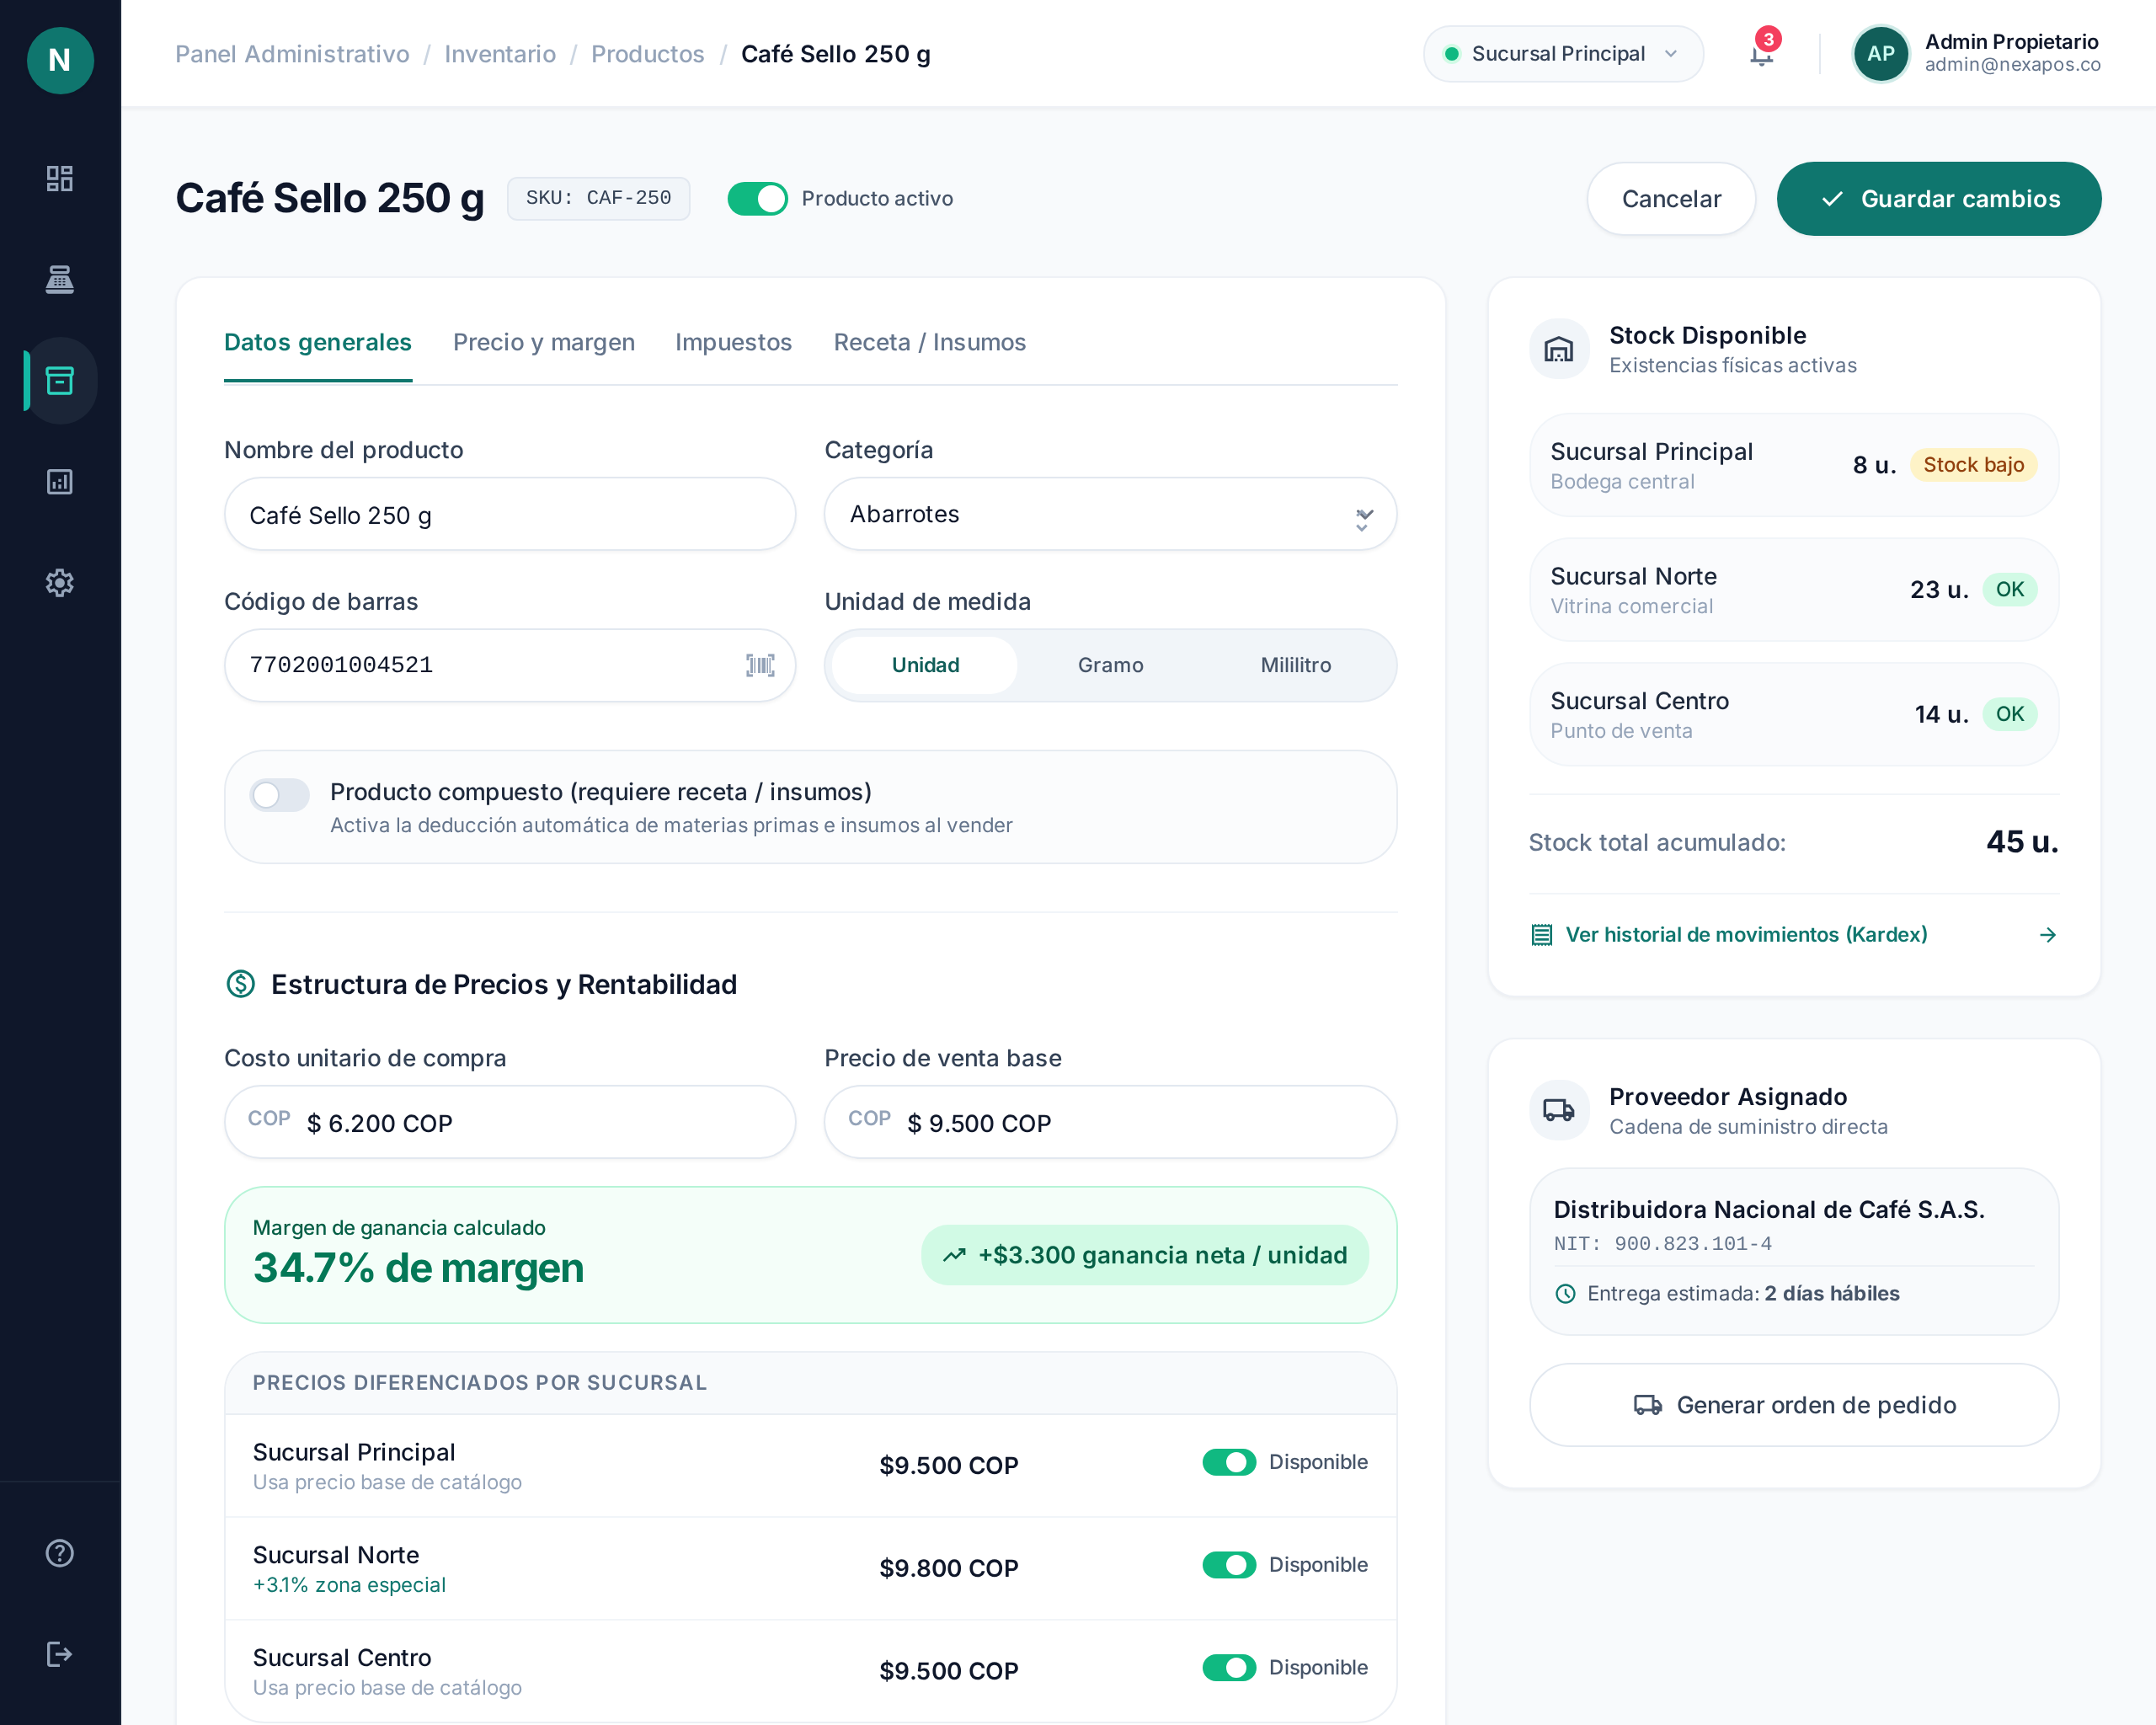 N
Panel Administrativo / Inventario / Productos / Café Sello 250 g
Sucursal Principal
3
AP
Admin Propietario
admin@nexapos.co
Café Sello 250 g
SKU: CAF-250
Producto activo
Cancelar
Guardar cambios
Datos generales
Precio y margen
Impuestos
Receta / Insumos
Nombre del producto
Café Sello 250 g
Categoría
Abarrotes
Código de barras
7702001004521
Unidad de medida
Unidad
Gramo
Mililitro
Producto compuesto (requiere receta / insumos)
Activa la deducción automática de materias primas e insumos al vender
Estructura de Precios y Rentabilidad
Costo unitario de compra
COP $ 6.200 COP
Precio de venta base
COP $ 9.500 COP
Margen de ganancia calculado
34.7% de margen
+$3.300 ganancia neta / unidad
PRECIOS DIFERENCIADOS POR SUCURSAL
Sucursal Principal
Usa precio base de catálogo
$9.500 COP
Disponible
Sucursal Norte
+3.1% zona especial
$9.800 COP
Disponible
Sucursal Centro
Usa precio base de catálogo
$9.500 COP
Disponible
Stock Disponible
Existencias físicas activas
Sucursal Principal
Bodega central
8 u.
Stock bajo
Sucursal Norte
Vitrina comercial
23 u.
OK
Sucursal Centro
Punto de venta
14 u.
OK
Stock total acumulado:
45 u.
Ver historial de movimientos (Kardex)
Proveedor Asignado
Cadena de suministro directa
Distribuidora Nacional de Café S.A.S.
NIT: 900.823.101-4
Entrega estimada: 2 días hábiles
Generar orden de pedido